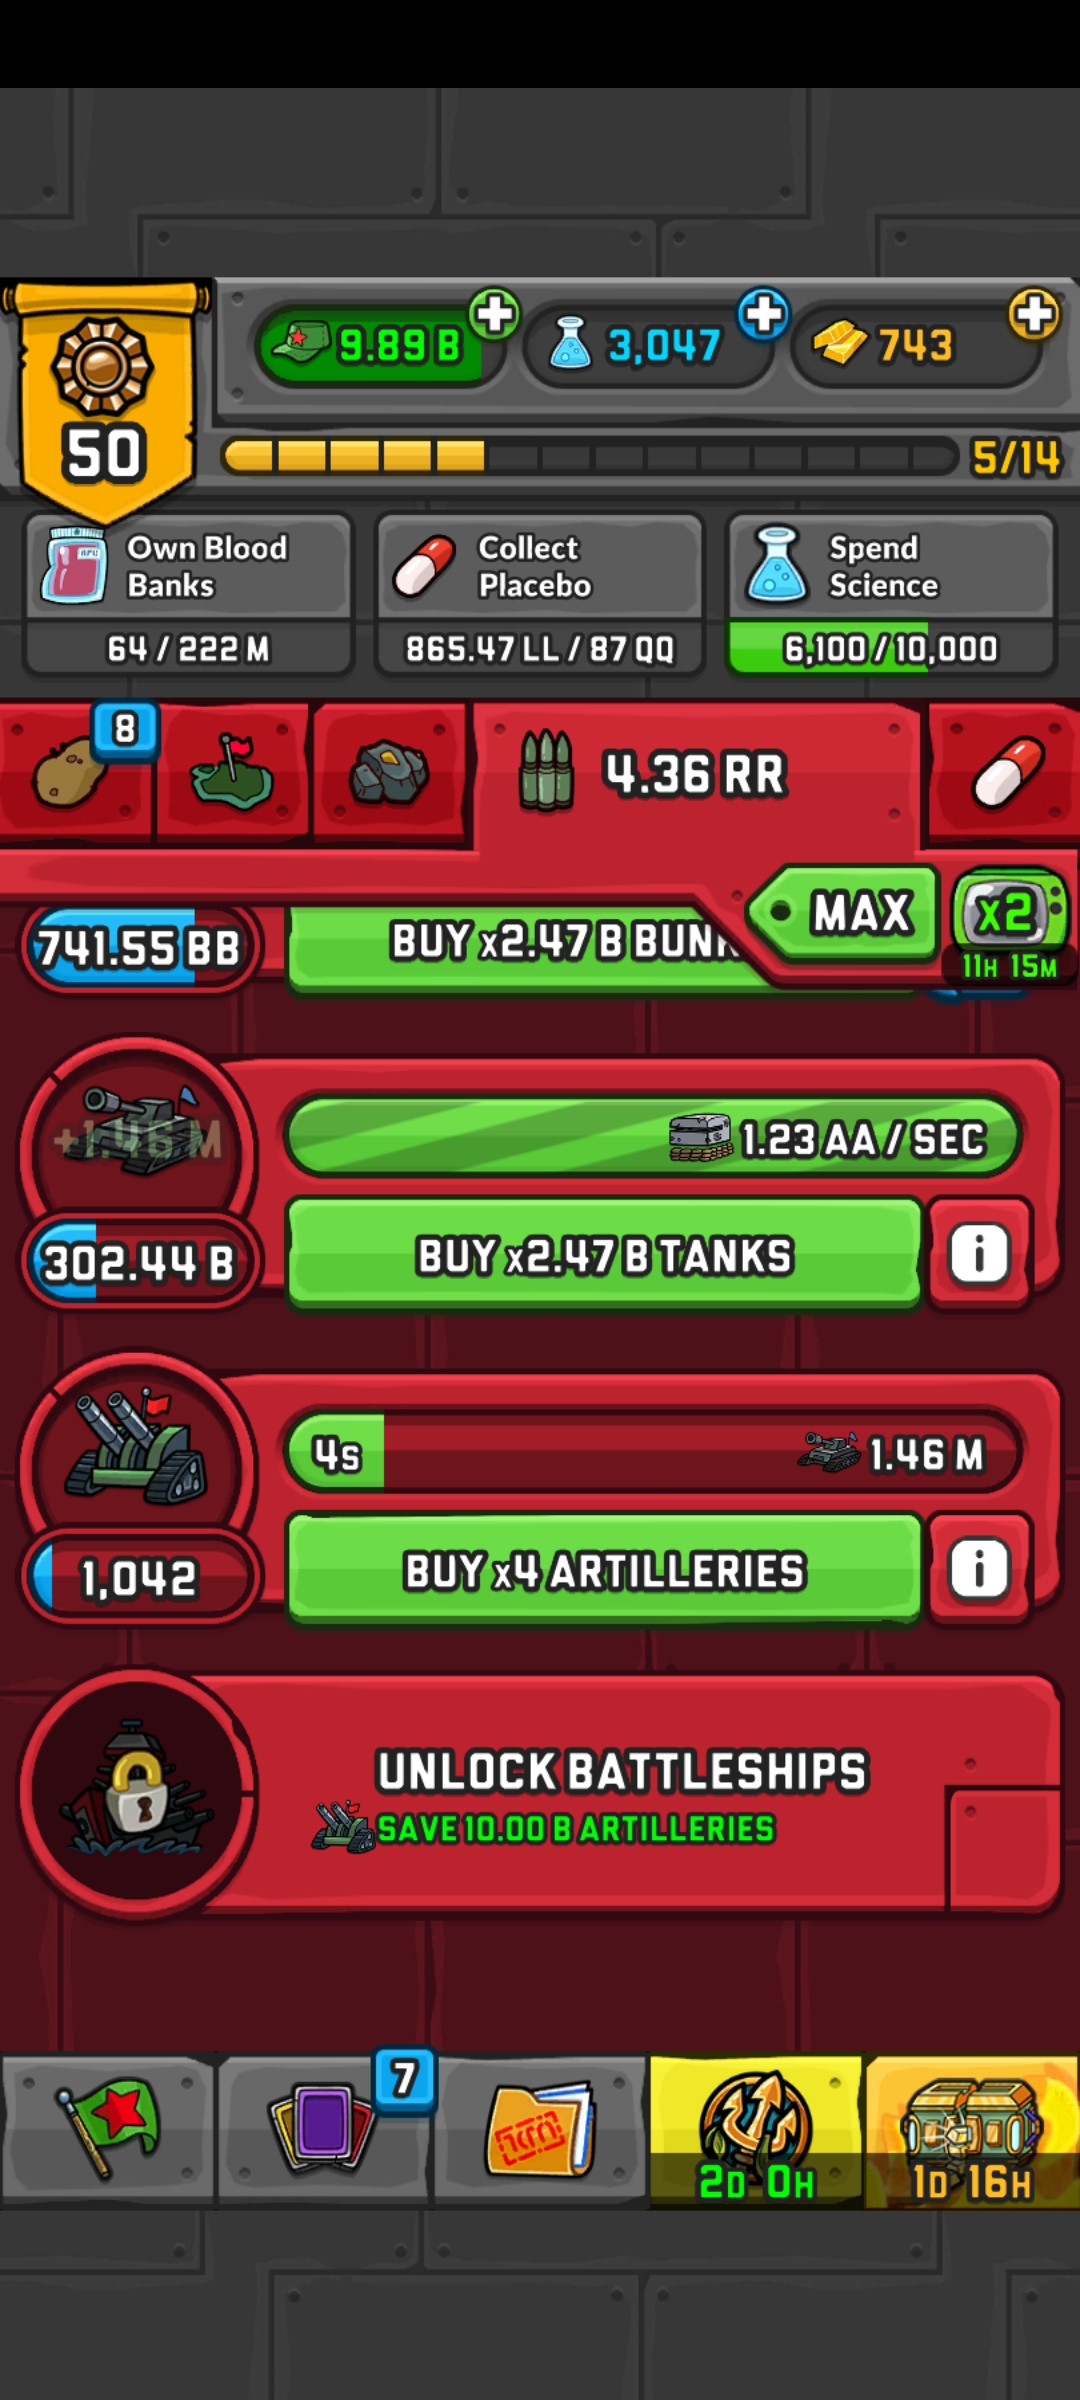 9.89 B
3,047
743
50
5/14
Own Blood
Banks
64 / 222 M
Collect
Placebo
865.47 LL / 87 QQ
Spend
Science
6,100 / 10,000
8
4.36 RR
MAX
x2
11H 15M
741.55 BB
BUY x2.47 B BUNK
+1.46 M
1.23 AA / SEC
302.44 B
BUY x2.47 B TANKS
i
4s
1.46 M
1,042
BUY x4 ARTILLERIES
i
UNLOCK BATTLESHIPS
SAVE 10.00 B ARTILLERIES
7
2D 0H
1D 16H